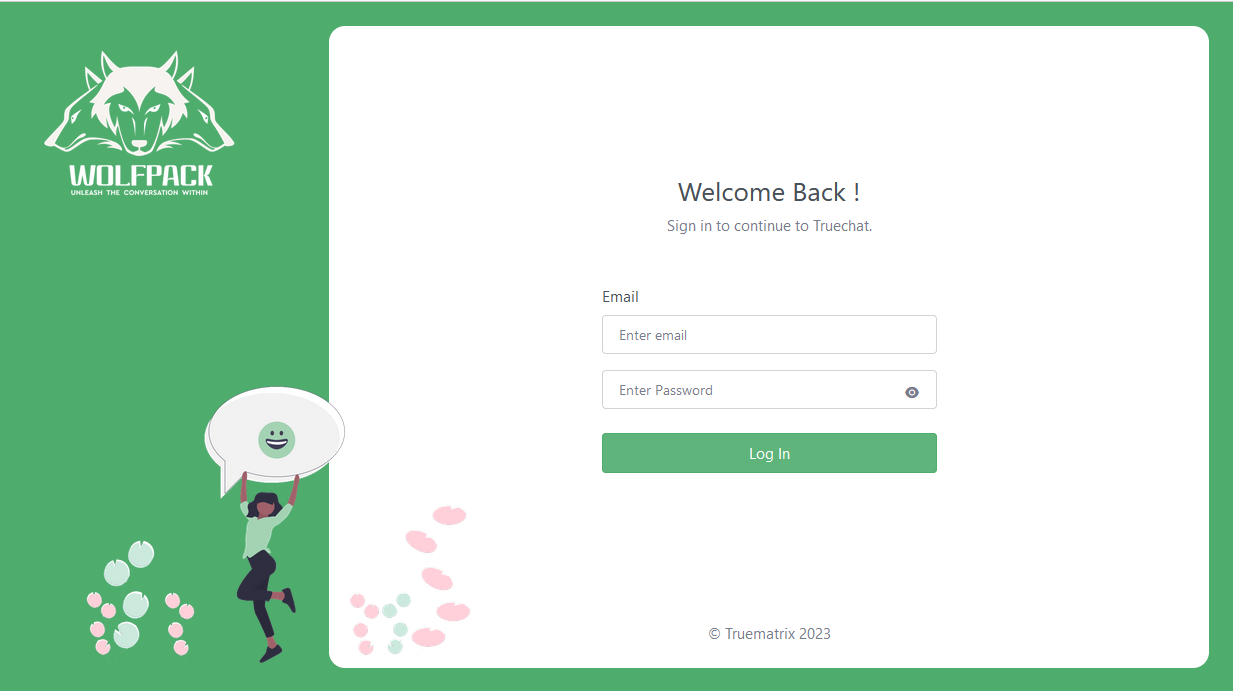 WOLFPACK
UNLEASH THE CONVERSATION WITHIN
Welcome Back !
Sign in to continue to Truechat.
Email
Enter email
Enter Password
Log In
© Truematrix 2023